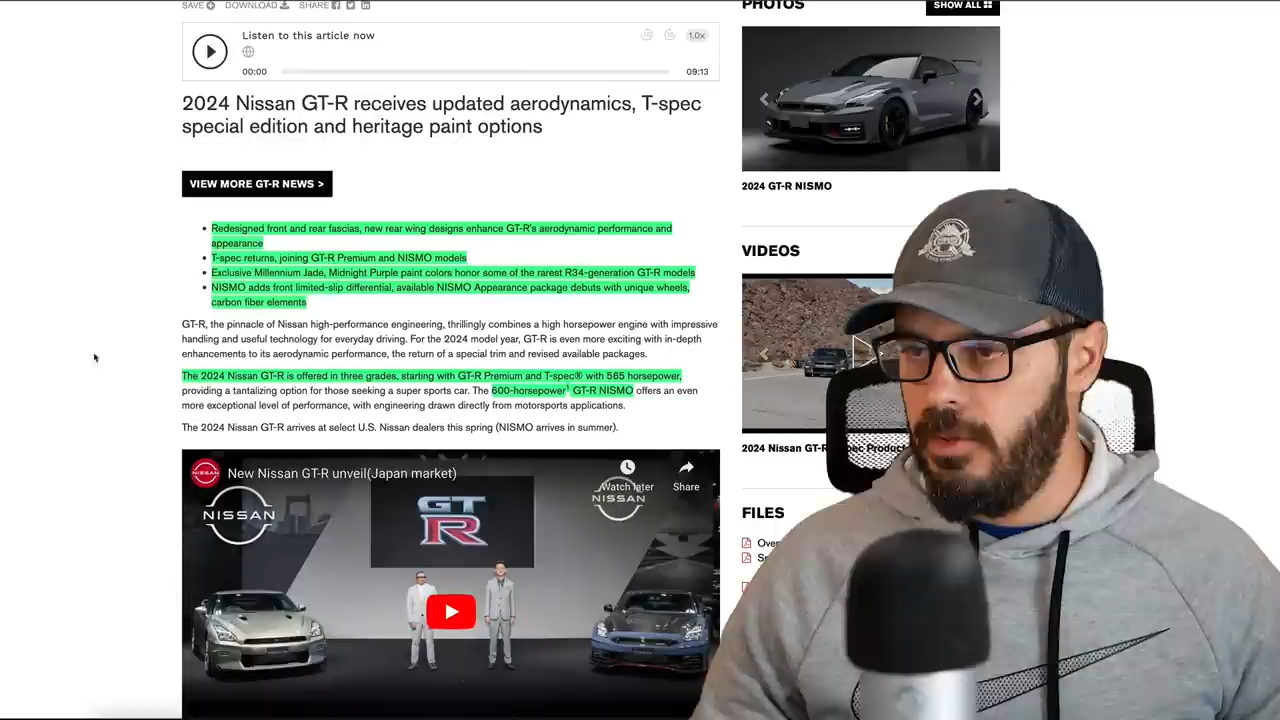 SAVE DOWNLOAD SHARE
Listen to this article now
1.0x
00:00
09:13
2024 Nissan GT-R receives updated aerodynamics, T-spec
special edition and heritage paint options
VIEW MORE GT-R NEWS >
Redesigned front and rear fascias, new rear wing designs enhance GT-R's aerodynamic performance and
appearance
T-spec returns, joining GT-R Premium and NISMO models
Exclusive Millennium Jade, Midnight Purple paint colors honor some of the rarest R34-generation GT-R models
NISMO adds front limited-slip differential, available NISMO Appearance package debuts with unique wheels,
carbon fiber elements
GT-R, the pinnacle of Nissan high-performance engineering, thrillingly combines a high horsepower engine with impressive
handling and useful technology for everyday driving. For the 2024 model year, GT-R is even more exciting with in-depth
enhancements to its aerodynamic performance, the return of a special trim and revised available packages.
The 2024 Nissan GT-R is offered in three grades, starting with GT-R Premium and T-spec® with 565 horsepower,
providing a tantalizing option for those seeking a super sports car. The 600-horsepower¹ GT-R NISMO offers an even
more exceptional level of performance, with engineering drawn directly from motorsports applications.
The 2024 Nissan GT-R arrives at select U.S. Nissan dealers this spring (NISMO arrives in summer).
NISSAN
New Nissan GT-R unveil(Japan market)
Watch later
Share
NISSAN
NISSAN
GT
R
PHOTOS
SHOW ALL
2024 GT-R NISMO
VIDEOS
2024 Nissan GT-R
FILES